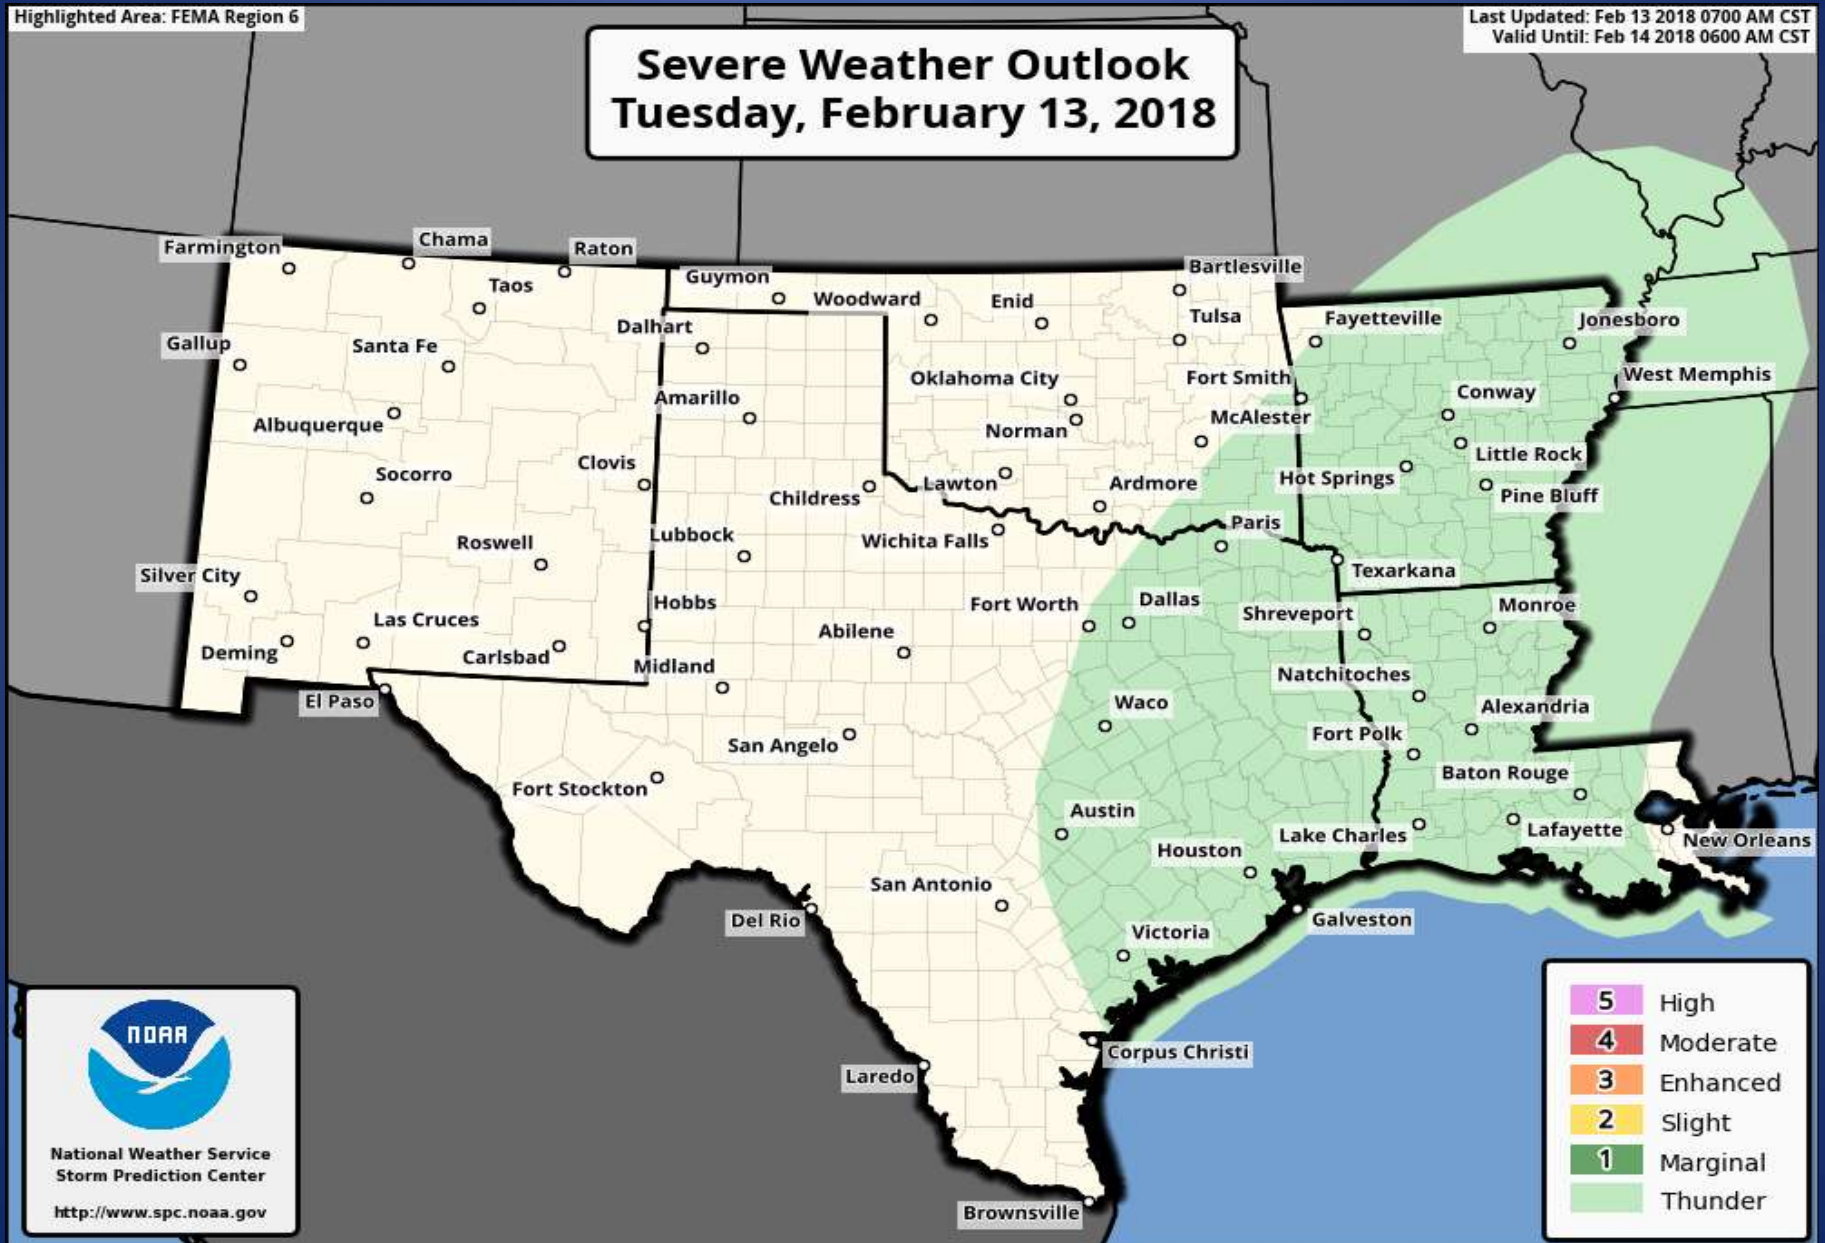 Highlighted Area: FEMA Region 6
Last Updated: Feb 13 2018 0700 AM CST
Valid Until: Feb 14 2018 0600 AM CST
Severe Weather Outlook
Tuesday, February 13, 2018
Farmington
Chama
Raton
Taos
Guymon
Woodward
Enid
Bartlesville
Tulsa
Fayetteville
Jonesboro
Gallup
Santa Fe
Dalhart
Oklahoma City
Fort Smith
West Memphis
Albuquerque
Amarillo
Norman
McAlester
Conway
Socorro
Clovis
Childress
Lawton
Ardmore
Hot Springs
Little Rock
Pine Bluff
Roswell
Lubbock
Wichita Falls
Paris
Texarkana
Silver City
Las Cruces
Hobbs
Abilene
Fort Worth
Dallas
Shreveport
Monroe
Deming
Carlsbad
Midland
Natchitoches
El Paso
San Angelo
Waco
Fort Polk
Alexandria
Fort Stockton
Baton Rouge
Austin
Houston
Lake Charles
Lafayette
New Orleans
San Antonio
Del Rio
Victoria
Galveston
Corpus Christi
Laredo
Brownsville
NOAA
National Weather Service
Storm Prediction Center
http://www.spc.noaa.gov
5 High
4 Moderate
3 Enhanced
2 Slight
1 Marginal
Thunder